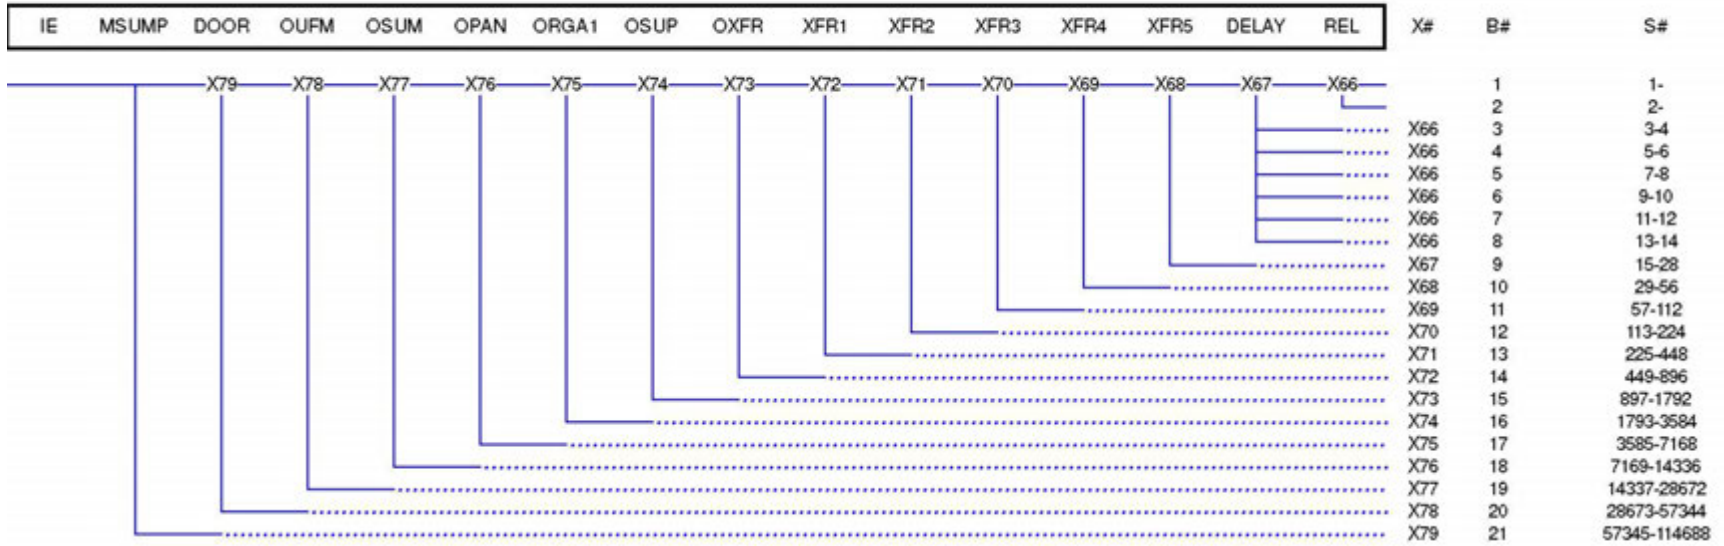 IE MSUMP DOOR OUFM OSUM OPAN ORGA1 OSUP OXFR XFR1 XFR2 XFR3 XFR4 XFR5 DELAY REL X# B# S#
X79 X78 X77 X76 X75 X74 X73 X72 X71 X70 X69 X68 X67 X66 1 1-
2 2-
X66 3 3-4
X66 4 5-6
X66 5 7-8
X66 6 9-10
X66 7 11-12
X66 8 13-14
X67 9 15-28
X68 10 29-56
X69 11 57-112
X70 12 113-224
X71 13 225-448
X72 14 449-896
X73 15 897-1792
X74 16 1793-3584
X75 17 3585-7168
X76 18 7169-14336
X77 19 14337-28672
X78 20 28673-57344
X79 21 57345-114688